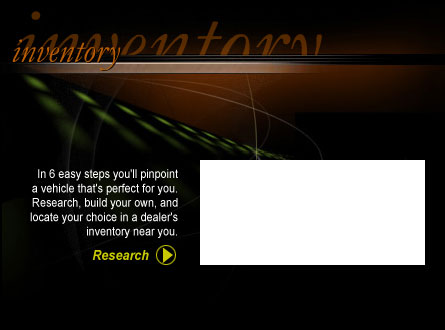 inventory
inventory
In 6 easy steps you'll pinpoint
a vehicle that's perfect for you.
Research, build your own, and
locate your choice in a dealer's
inventory near you.
Research